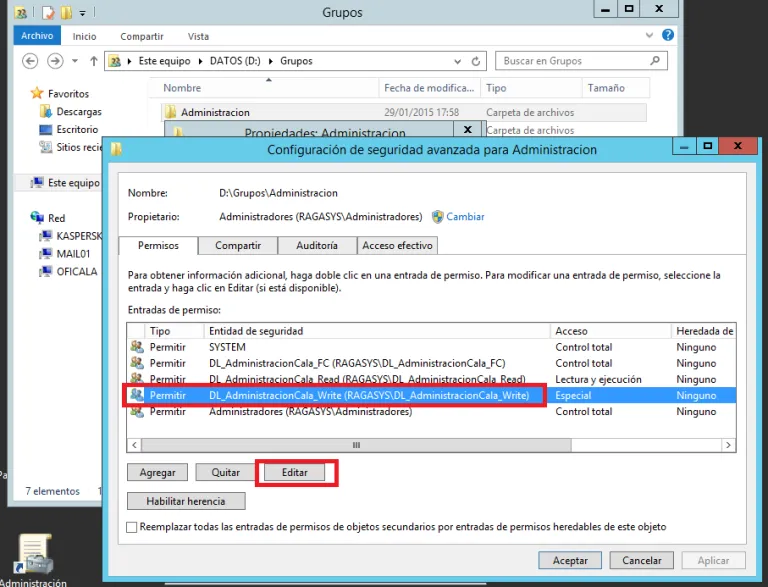 Grupos
Archivo Inicio Compartir Vista
Este equipo DATOS (D:) Grupos
Buscar en Grupos
Nombre Fecha de modifica... Tipo Tamaño
Favoritos
Descargas
Escritorio
Sitios recie
Este equipo
Red
KASPERSK
MAIL01
OFICALA
7 elementos
Administracion 29/01/2015 17:58 Carpeta de archivos
Carpeta de archivos
Propiedades: Administracion
Configuración de seguridad avanzada para Administracion
Nombre: D:\Grupos\Administracion
Propietario: Administradores (RAGASYS\Administradores) Cambiar
Permisos Compartir Auditoría Acceso efectivo
Para obtener información adicional, haga doble clic en una entrada de permiso. Para modificar una entrada de permiso, seleccione la
entrada y haga clic en Editar (si está disponible).
Entradas de permiso:
Tipo Entidad de seguridad Acceso Heredada de
Permitir SYSTEM Control total Ninguno
Permitir DL_AdministracionCala_FC (RAGASYS\DL_AdministracionCala_FC) Control total Ninguno
Permitir DL_AdministracionCala_Read (RAGASYS\DL_AdministracionCala_Read) Lectura y ejecución Ninguno
Permitir DL_AdministracionCala_Write (RAGASYS\DL_AdministracionCala_Write) Especial Ninguno
Permitir Administradores (RAGASYS\Administradores) Control total Ninguno
Agregar Quitar Editar
Habilitar herencia
Reemplazar todas las entradas de permisos de objetos secundarios por entradas de permisos heredables de este objeto
Aceptar Cancelar Aplicar
Administración